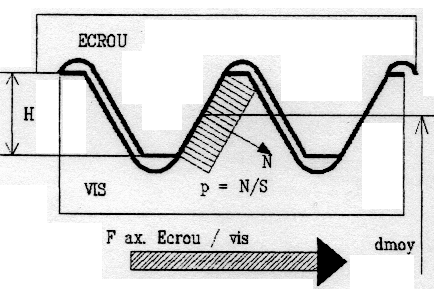 ECROU
H
N
VIS
p = N/S
F ax. Ecrou / vis
dmoy